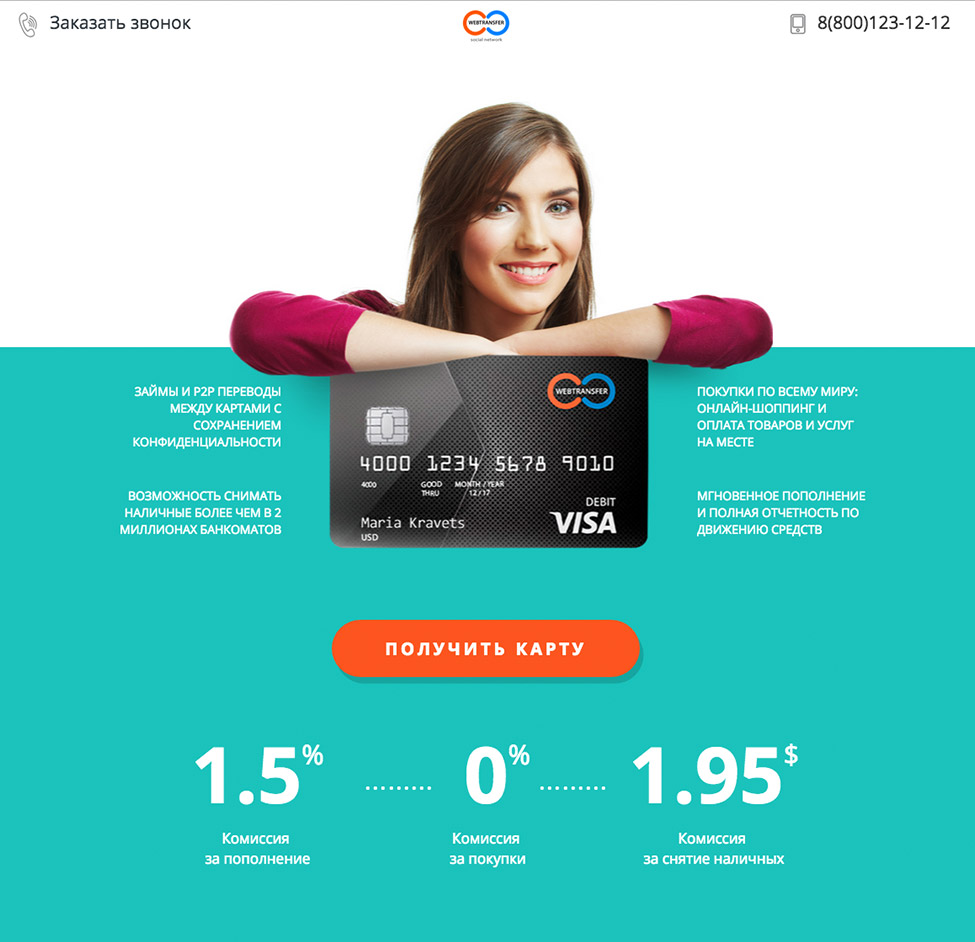 Заказать звонок
WEBTRANSFER
social network
8(800)123-12-12
ЗАЙМЫ И P2P ПЕРЕВОДЫ
МЕЖДУ КАРТАМИ С
СОХРАНЕНИЕМ
КОНФИДЕНЦИАЛЬНОСТИ
ВОЗМОЖНОСТЬ СНИМАТЬ
НАЛИЧНЫЕ БОЛЕЕ ЧЕМ В 2
МИЛЛИОНАХ БАНКОМАТОВ
WEBTRANSFER
4000 1234 5678 9010
4000
GOOD
THRU
MONTH/YEAR
12/17
DEBIT
VISA
Maria Kravets
USD
ПОКУПКИ ПО ВСЕМУ МИРУ:
ОНЛАЙН-ШОППИНГ И
ОПЛАТА ТОВАРОВ И УСЛУГ
НА МЕСТЕ
МГНОВЕННОЕ ПОПОЛНЕНИЕ
И ПОЛНАЯ ОТЧЕТНОСТЬ ПО
ДВИЖЕНИЮ СРЕДСТВ
ПОЛУЧИТЬ КАРТУ
1.5%
Комиссия
за пополнение
0%
Комиссия
за покупки
1.95$
Комиссия
за снятие наличных